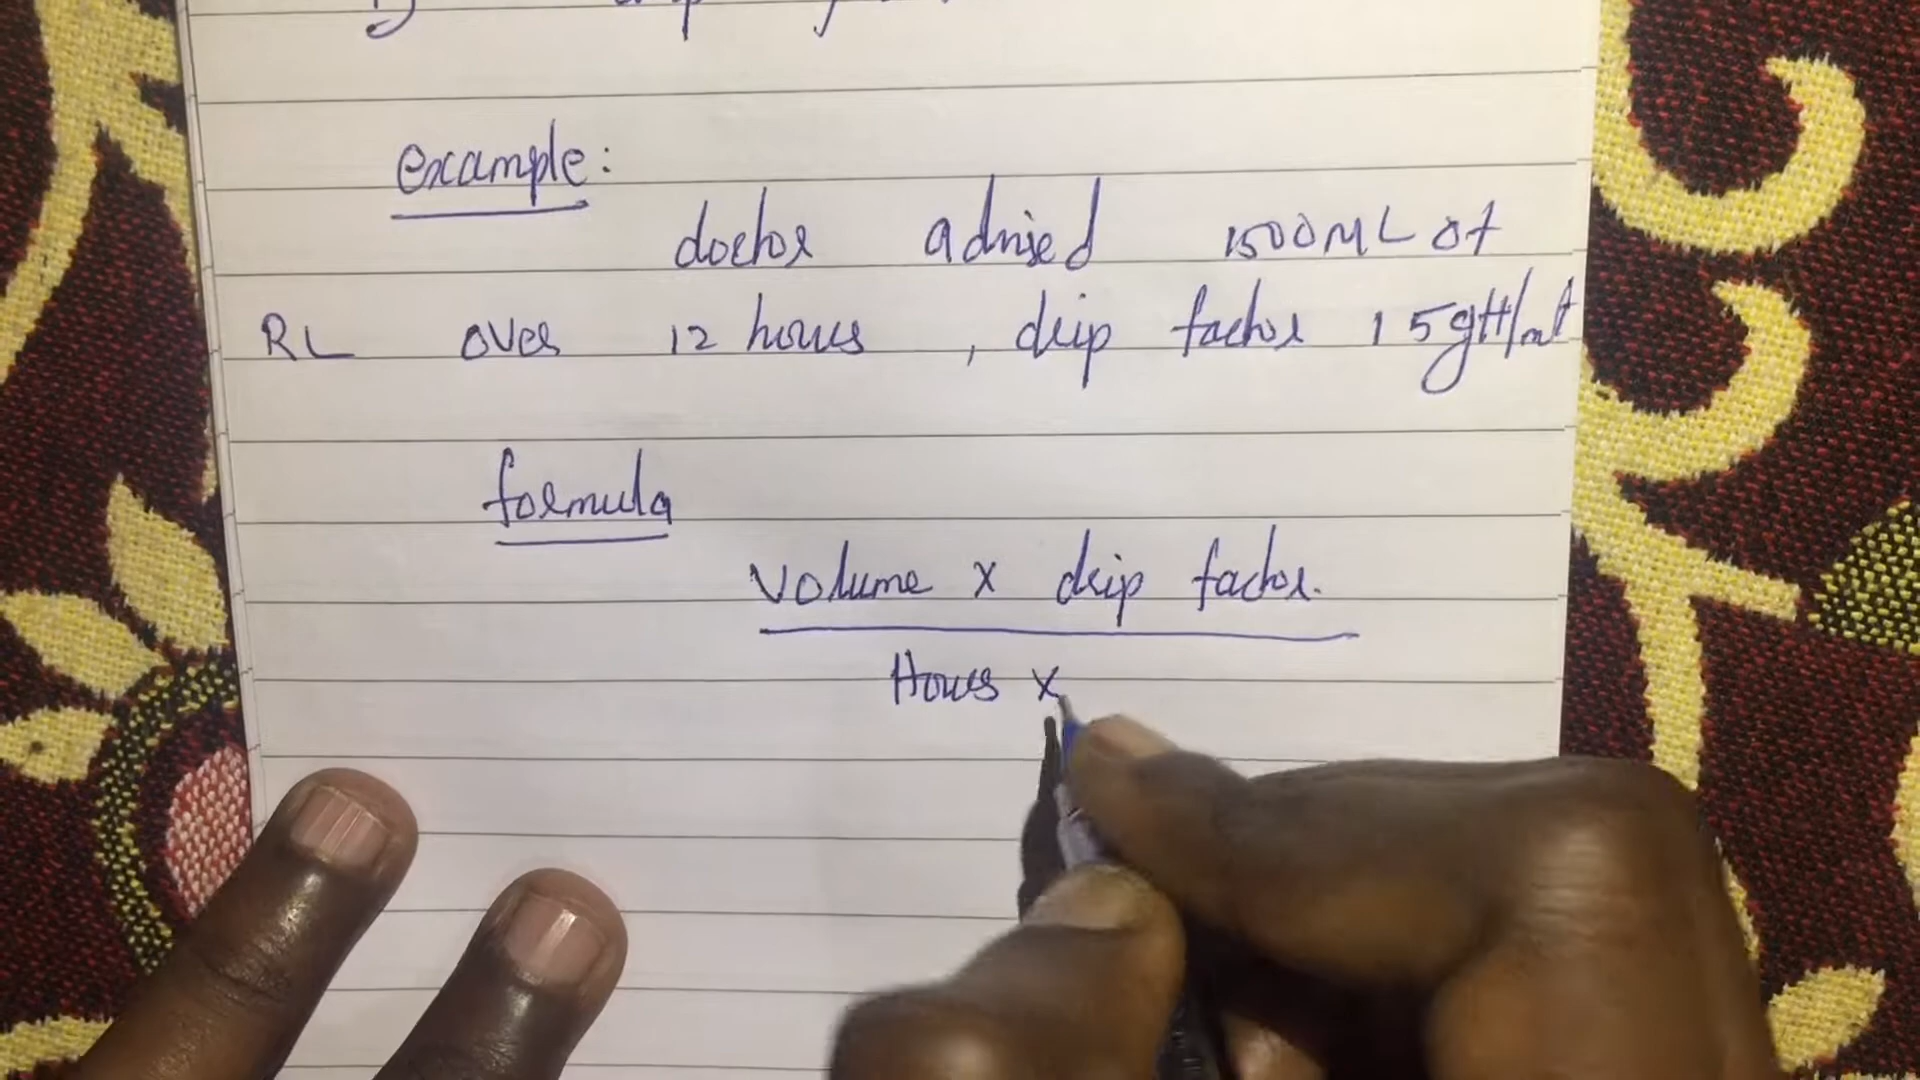 example:
doctor advised 1500ML of
RL over 12 hours , drip factor 15gtt/ml
formula
volume x drip factor.
Hours x